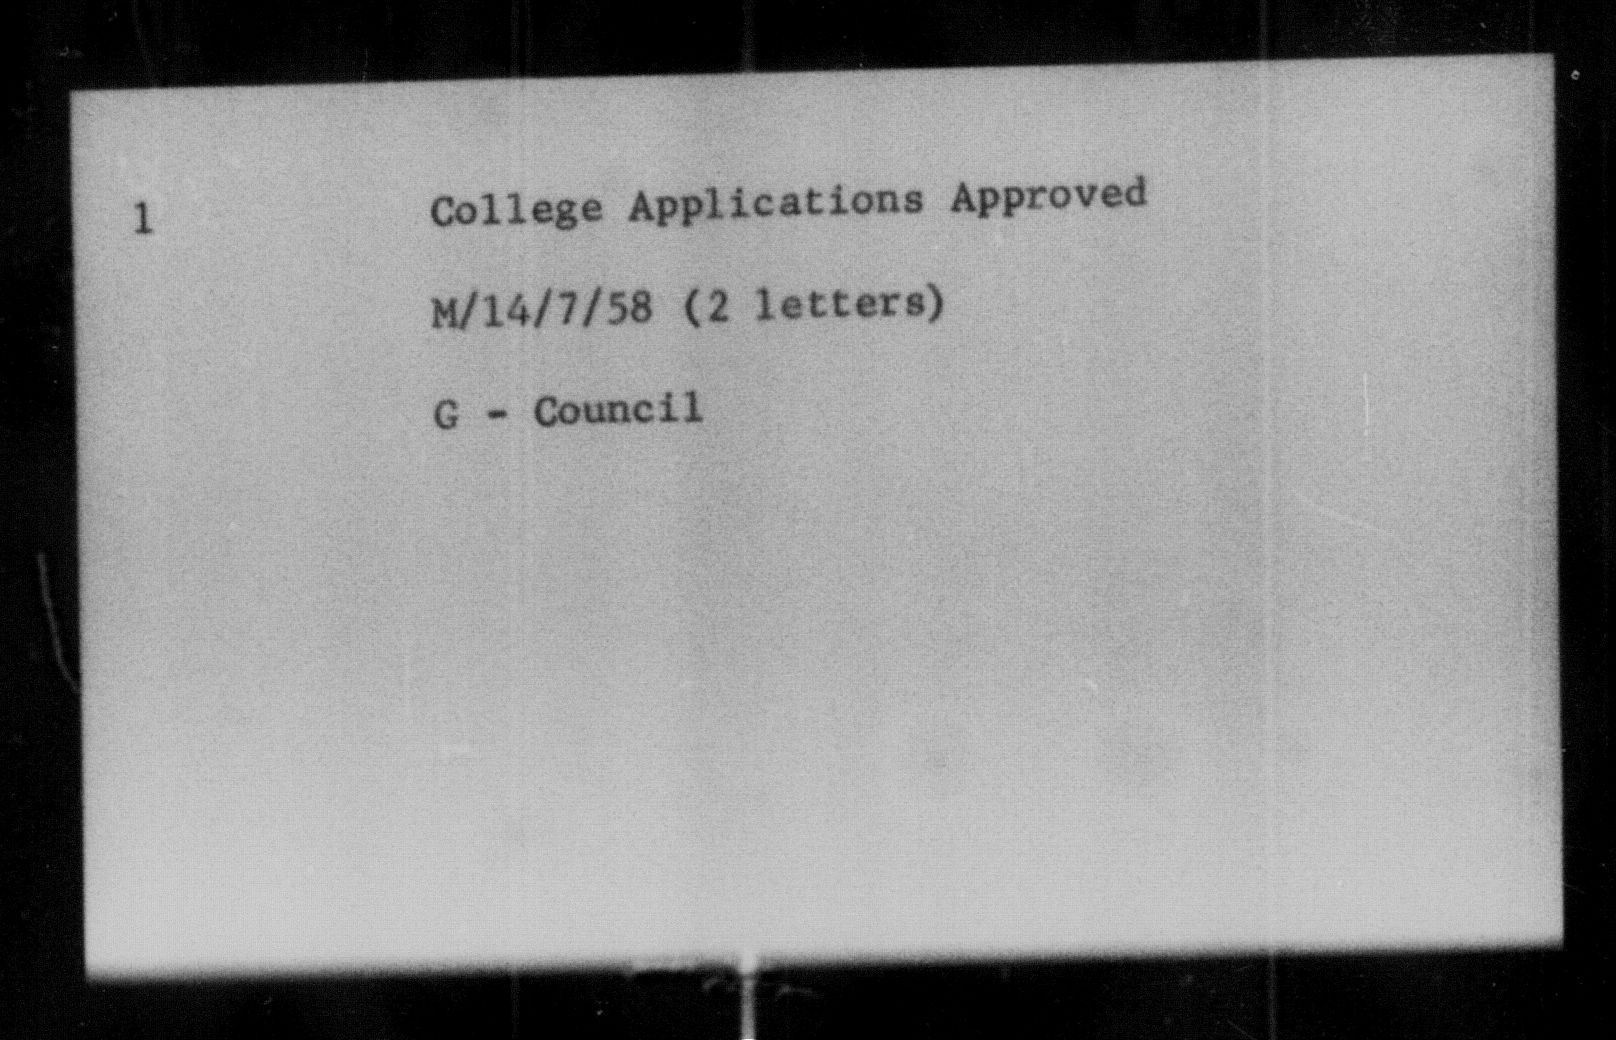 1 College Applications Approved
M/14/7/58 (2 letters)
G - Council